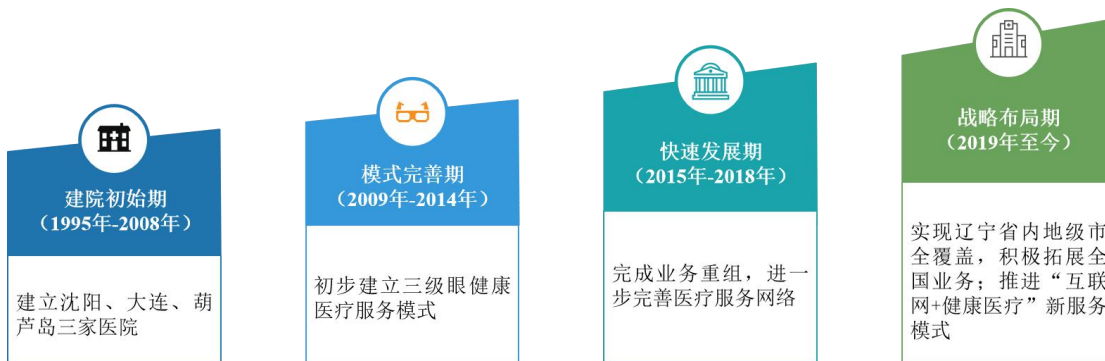 建院初始期
（1995年-2008年）
建立沈阳、大连、葫
芦岛三家医院
模式完善期
（2009年-2014年）
初步建立三级眼健康
医疗服务模式
快速发展期
（2015年-2018年）
完成业务重组，进一
步完善医疗服务网络
战略布局期
（2019年至今）
实现辽宁省内地级市
全覆盖，积极拓展全
国业务；推进“互联
网+健康医疗”新服务
模式